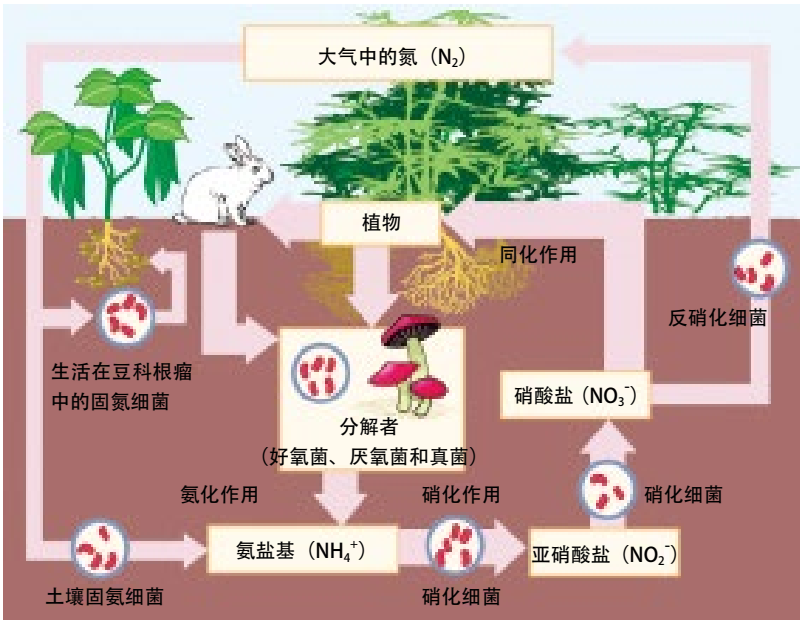 大气中的氮（N₂）
植物
同化作用
反硝化细菌
生活在豆科根瘤
中的固氮细菌
硝酸盐（NO₃⁻）
分解者
（好氧菌、厌氧菌和真菌）
氨化作用
硝化作用
硝化细菌
氨盐基（NH₄⁺）
亚硝酸盐（NO₂⁻）
土壤固氨细菌
硝化细菌